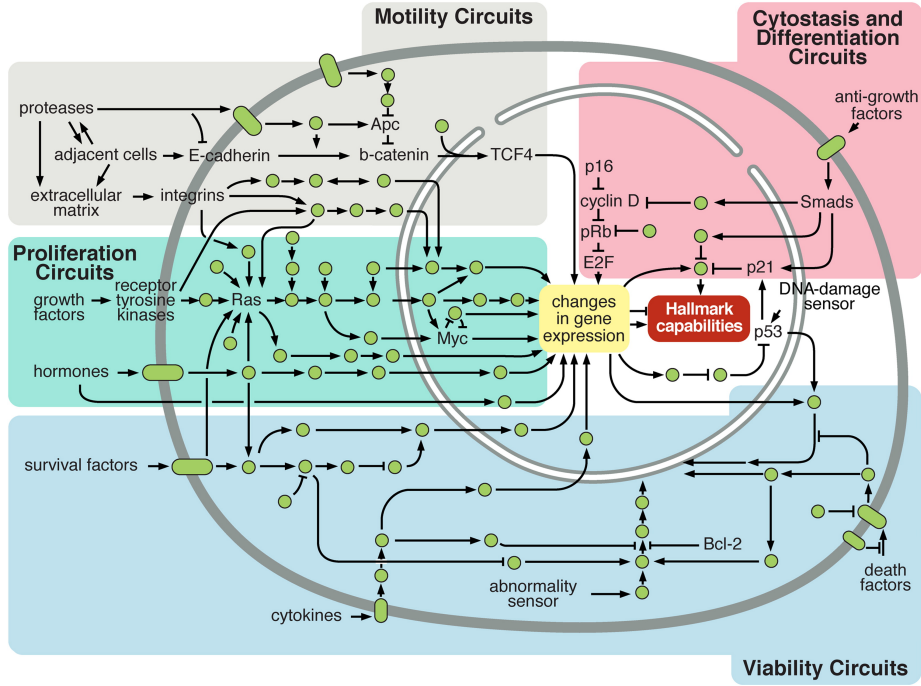 Motility Circuits
Cytostasis and
Differentiation
Circuits
proteases
adjacent cells
extracellular
matrix
E-cadherin
integrins
Apc
b-catenin
TCF4
p16
cyclin D
pRb
E2F
anti-growth
factors
Smads
p21
DNA-damage
sensor
p53
Proliferation
Circuits
growth
factors
receptor
tyrosine
kinases
Ras
Myc
changes
in gene
expression
Hallmark
capabilities
hormones
survival factors
Bcl-2
abnormality
sensor
cytokines
death
factors
Viability Circuits